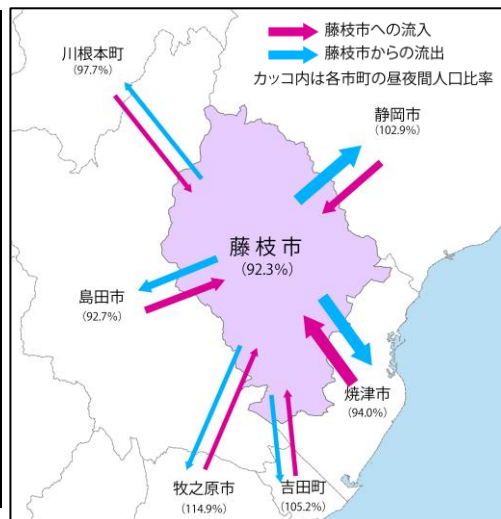 藤枝市への流入
藤枝市からの流出
カッコ内は各市町の昼夜間人口比率
川根本町
(97.7%)
静岡市
(102.9%)
藤枝市
(92.3%)
島田市
(92.7%)
焼津市
(94.0%)
牧之原市
(114.9%)
吉田町
(105.2%)